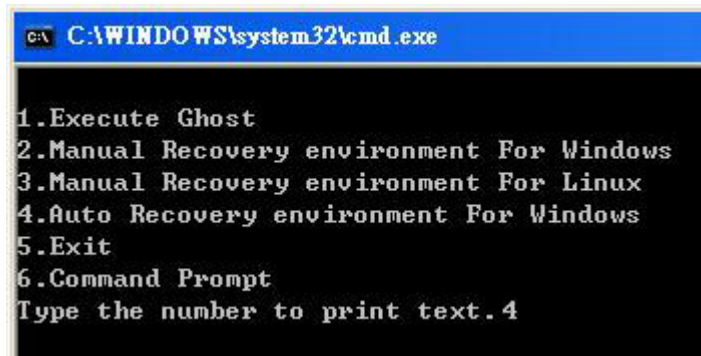 C:\WINDOWS\system32\cmd.exe
1.Execute Ghost
2.Manual Recovery environment For Windows
3.Manual Recovery environment For Linux
4.Auto Recovery environment For Windows
5.Exit
6.Command Prompt
Type the number to print text.4